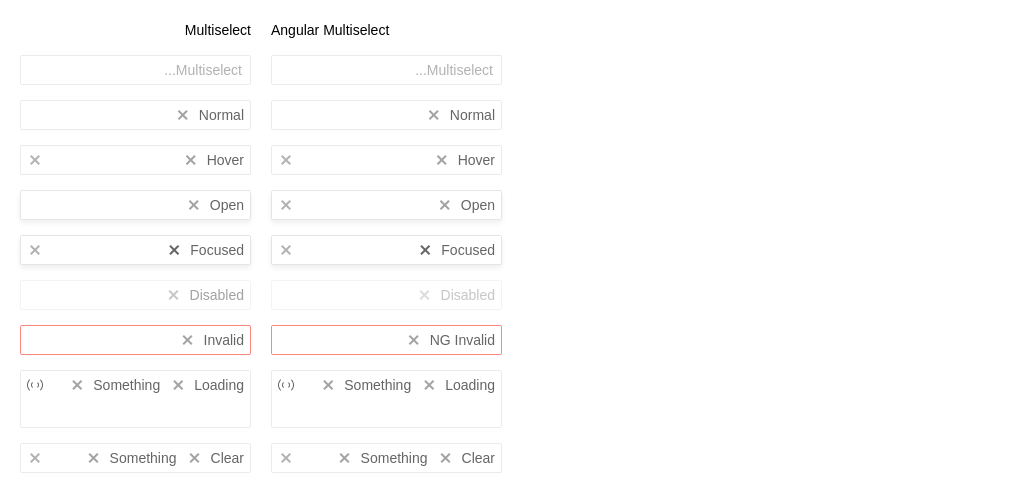 Multiselect Angular Multiselect
...Multiselect ...Multiselect
Normal Normal
Hover Hover
Open Open
Focused Focused
Disabled Disabled
Invalid NG Invalid
Something Loading Something Loading
Something Clear Something Clear